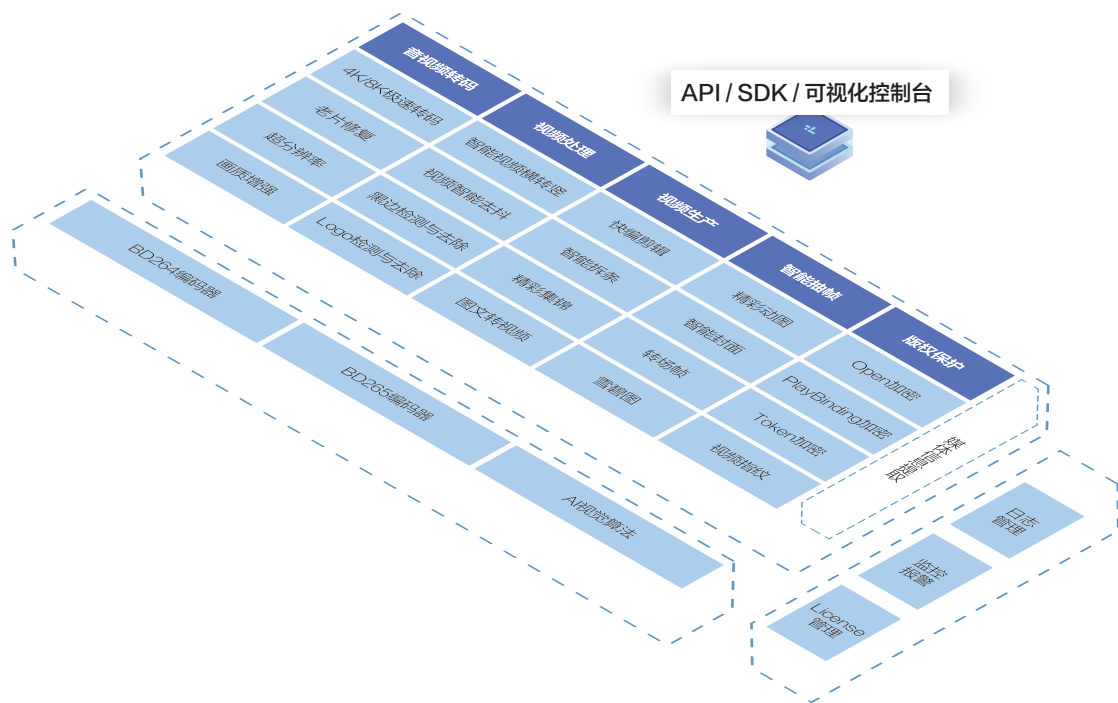 API / SDK / 可视化控制台
音视频转码
4K/8K极速转码
老片修复
超分辨率
画质增强
视频处理
智能视频横转竖
视频智能去抖
黑边检测与去除
Logo检测与去除
视频生产
快编剪辑
智能拆条
精彩集锦
图文转视频
智能抽帧
精彩动图
智能封面
转场帧
雪碧图
版权保护
Open加密
PlayBinding加密
Token加密
视频指纹
媒体信息提取
BD264编码器
BD265编码器
AI视觉算法
日志
管理
监控
报警
License
管理